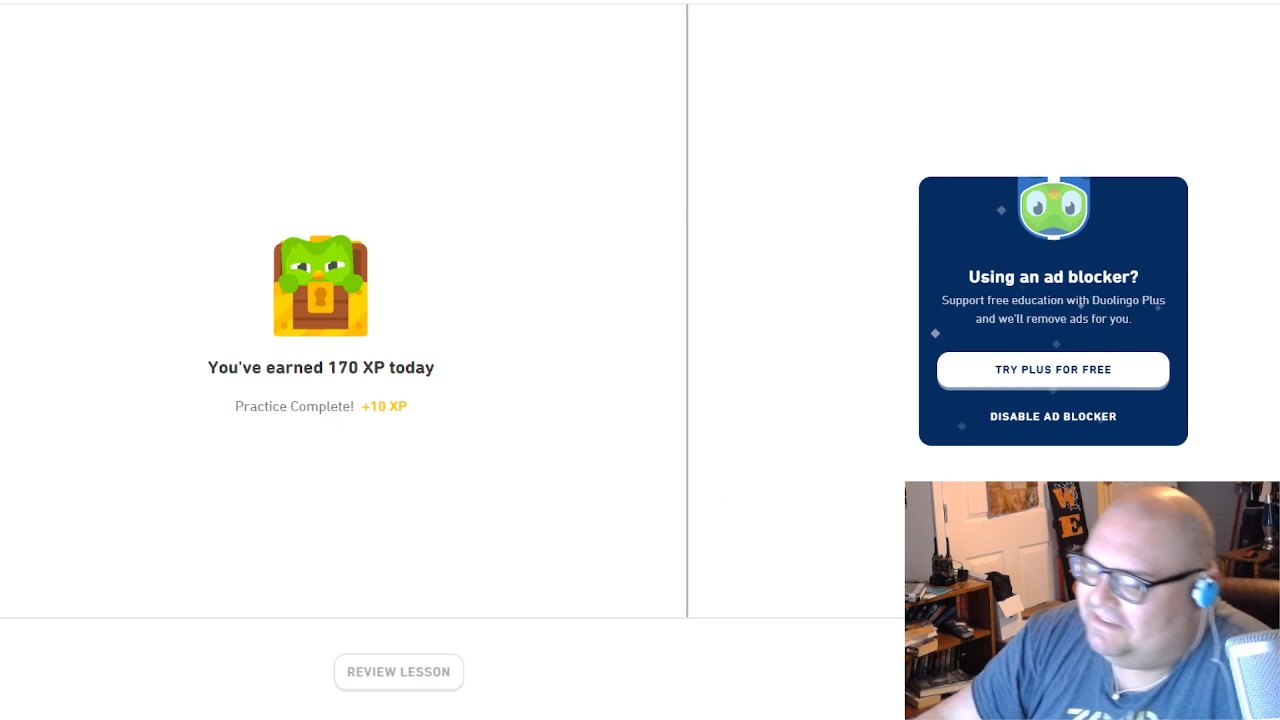 You've earned 170 XP today
Practice Complete! +10 XP
Using an ad blocker?
Support free education with Duolingo Plus
and we'll remove ads for you.
TRY PLUS FOR FREE
DISABLE AD BLOCKER
W
E
REVIEW LESSON